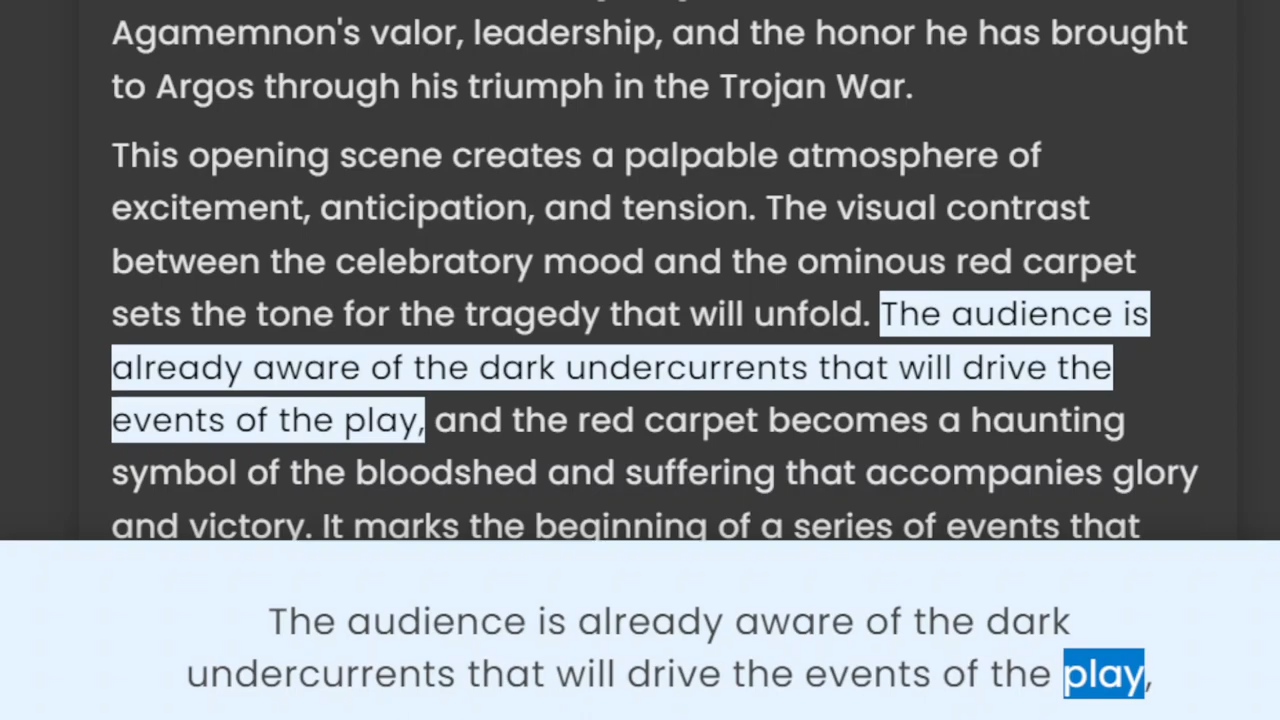 Agamemnon's valor, leadership, and the honor he has brought
to Argos through his triumph in the Trojan War.
This opening scene creates a palpable atmosphere of
excitement, anticipation, and tension. The visual contrast
between the celebratory mood and the ominous red carpet
sets the tone for the tragedy that will unfold. The audience is
already aware of the dark undercurrents that will drive the
events of the play, and the red carpet becomes a haunting
symbol of the bloodshed and suffering that accompanies glory
and victory. It marks the beginning of a series of events that
The audience is already aware of the dark
undercurrents that will drive the events of the play,